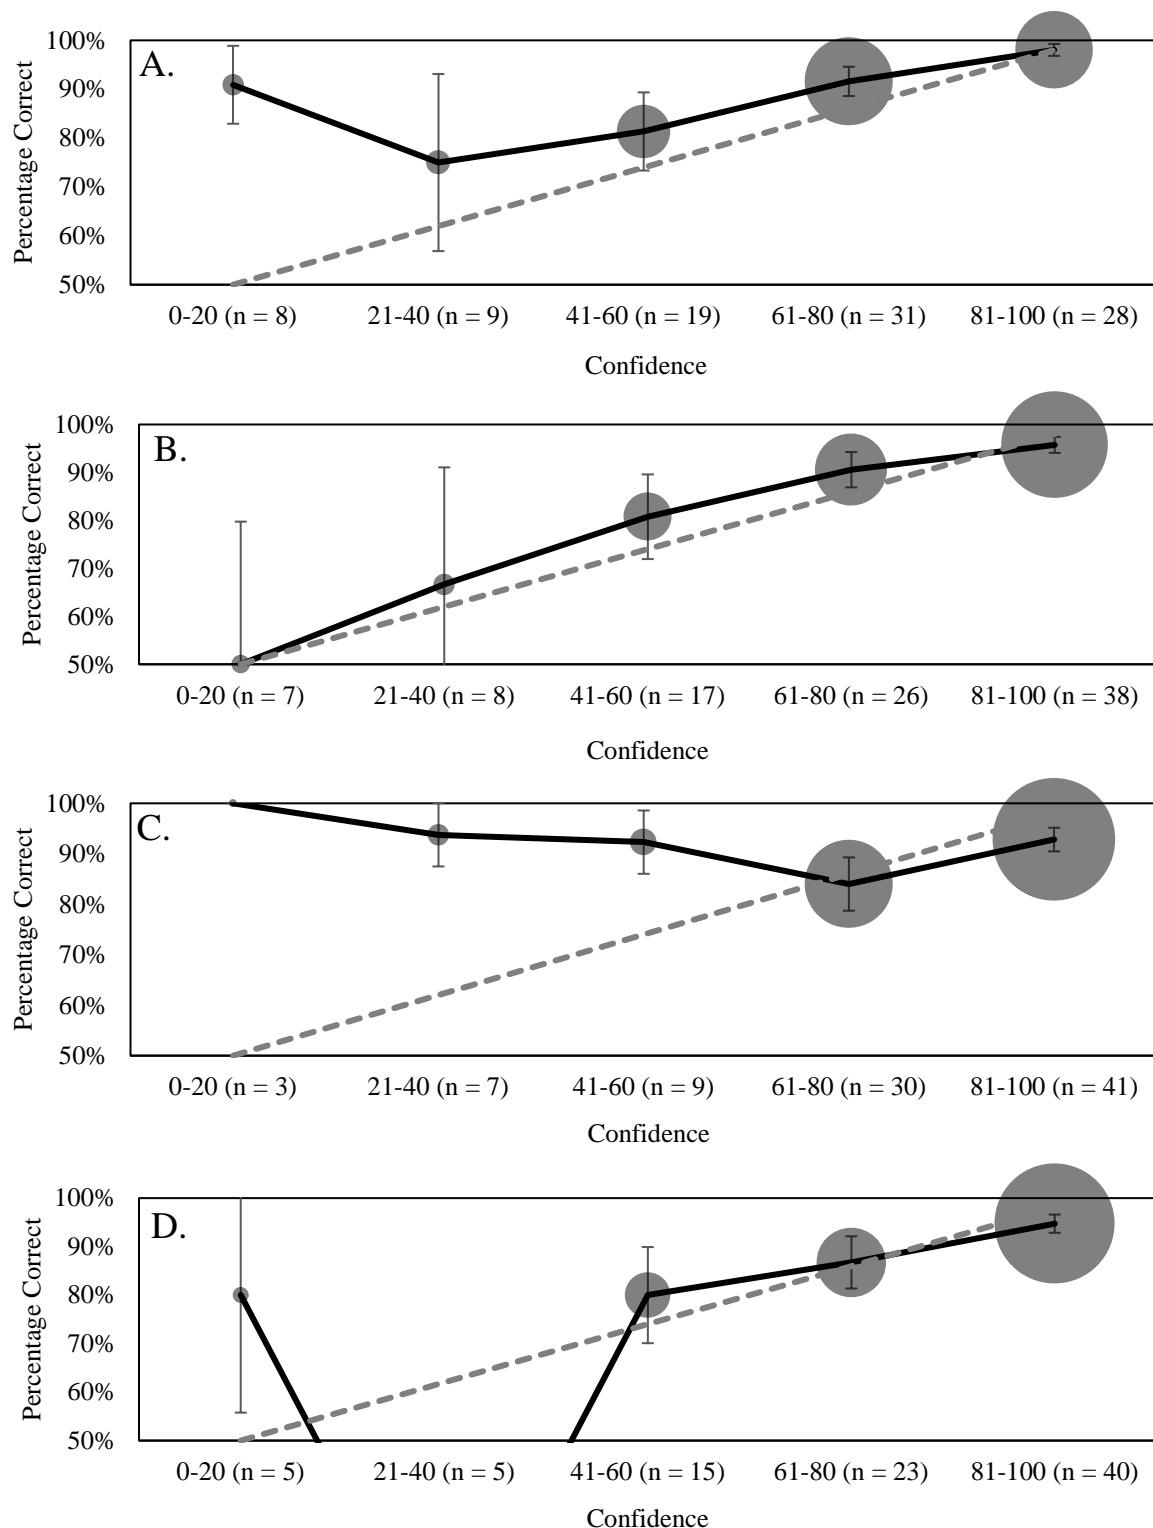 A.
Percentage Correct
100%
90%
80%
70%
60%
50%
0-20 (n = 8) 21-40 (n = 9) 41-60 (n = 19) 61-80 (n = 31) 81-100 (n = 28)
Confidence
B.
Percentage Correct
100%
90%
80%
70%
60%
50%
0-20 (n = 7) 21-40 (n = 8) 41-60 (n = 17) 61-80 (n = 26) 81-100 (n = 38)
Confidence
C.
Percentage Correct
100%
90%
80%
70%
60%
50%
0-20 (n = 3) 21-40 (n = 7) 41-60 (n = 9) 61-80 (n = 30) 81-100 (n = 41)
Confidence
D.
Percentage Correct
100%
90%
80%
70%
60%
50%
0-20 (n = 5) 21-40 (n = 5) 41-60 (n = 15) 61-80 (n = 23) 81-100 (n = 40)
Confidence